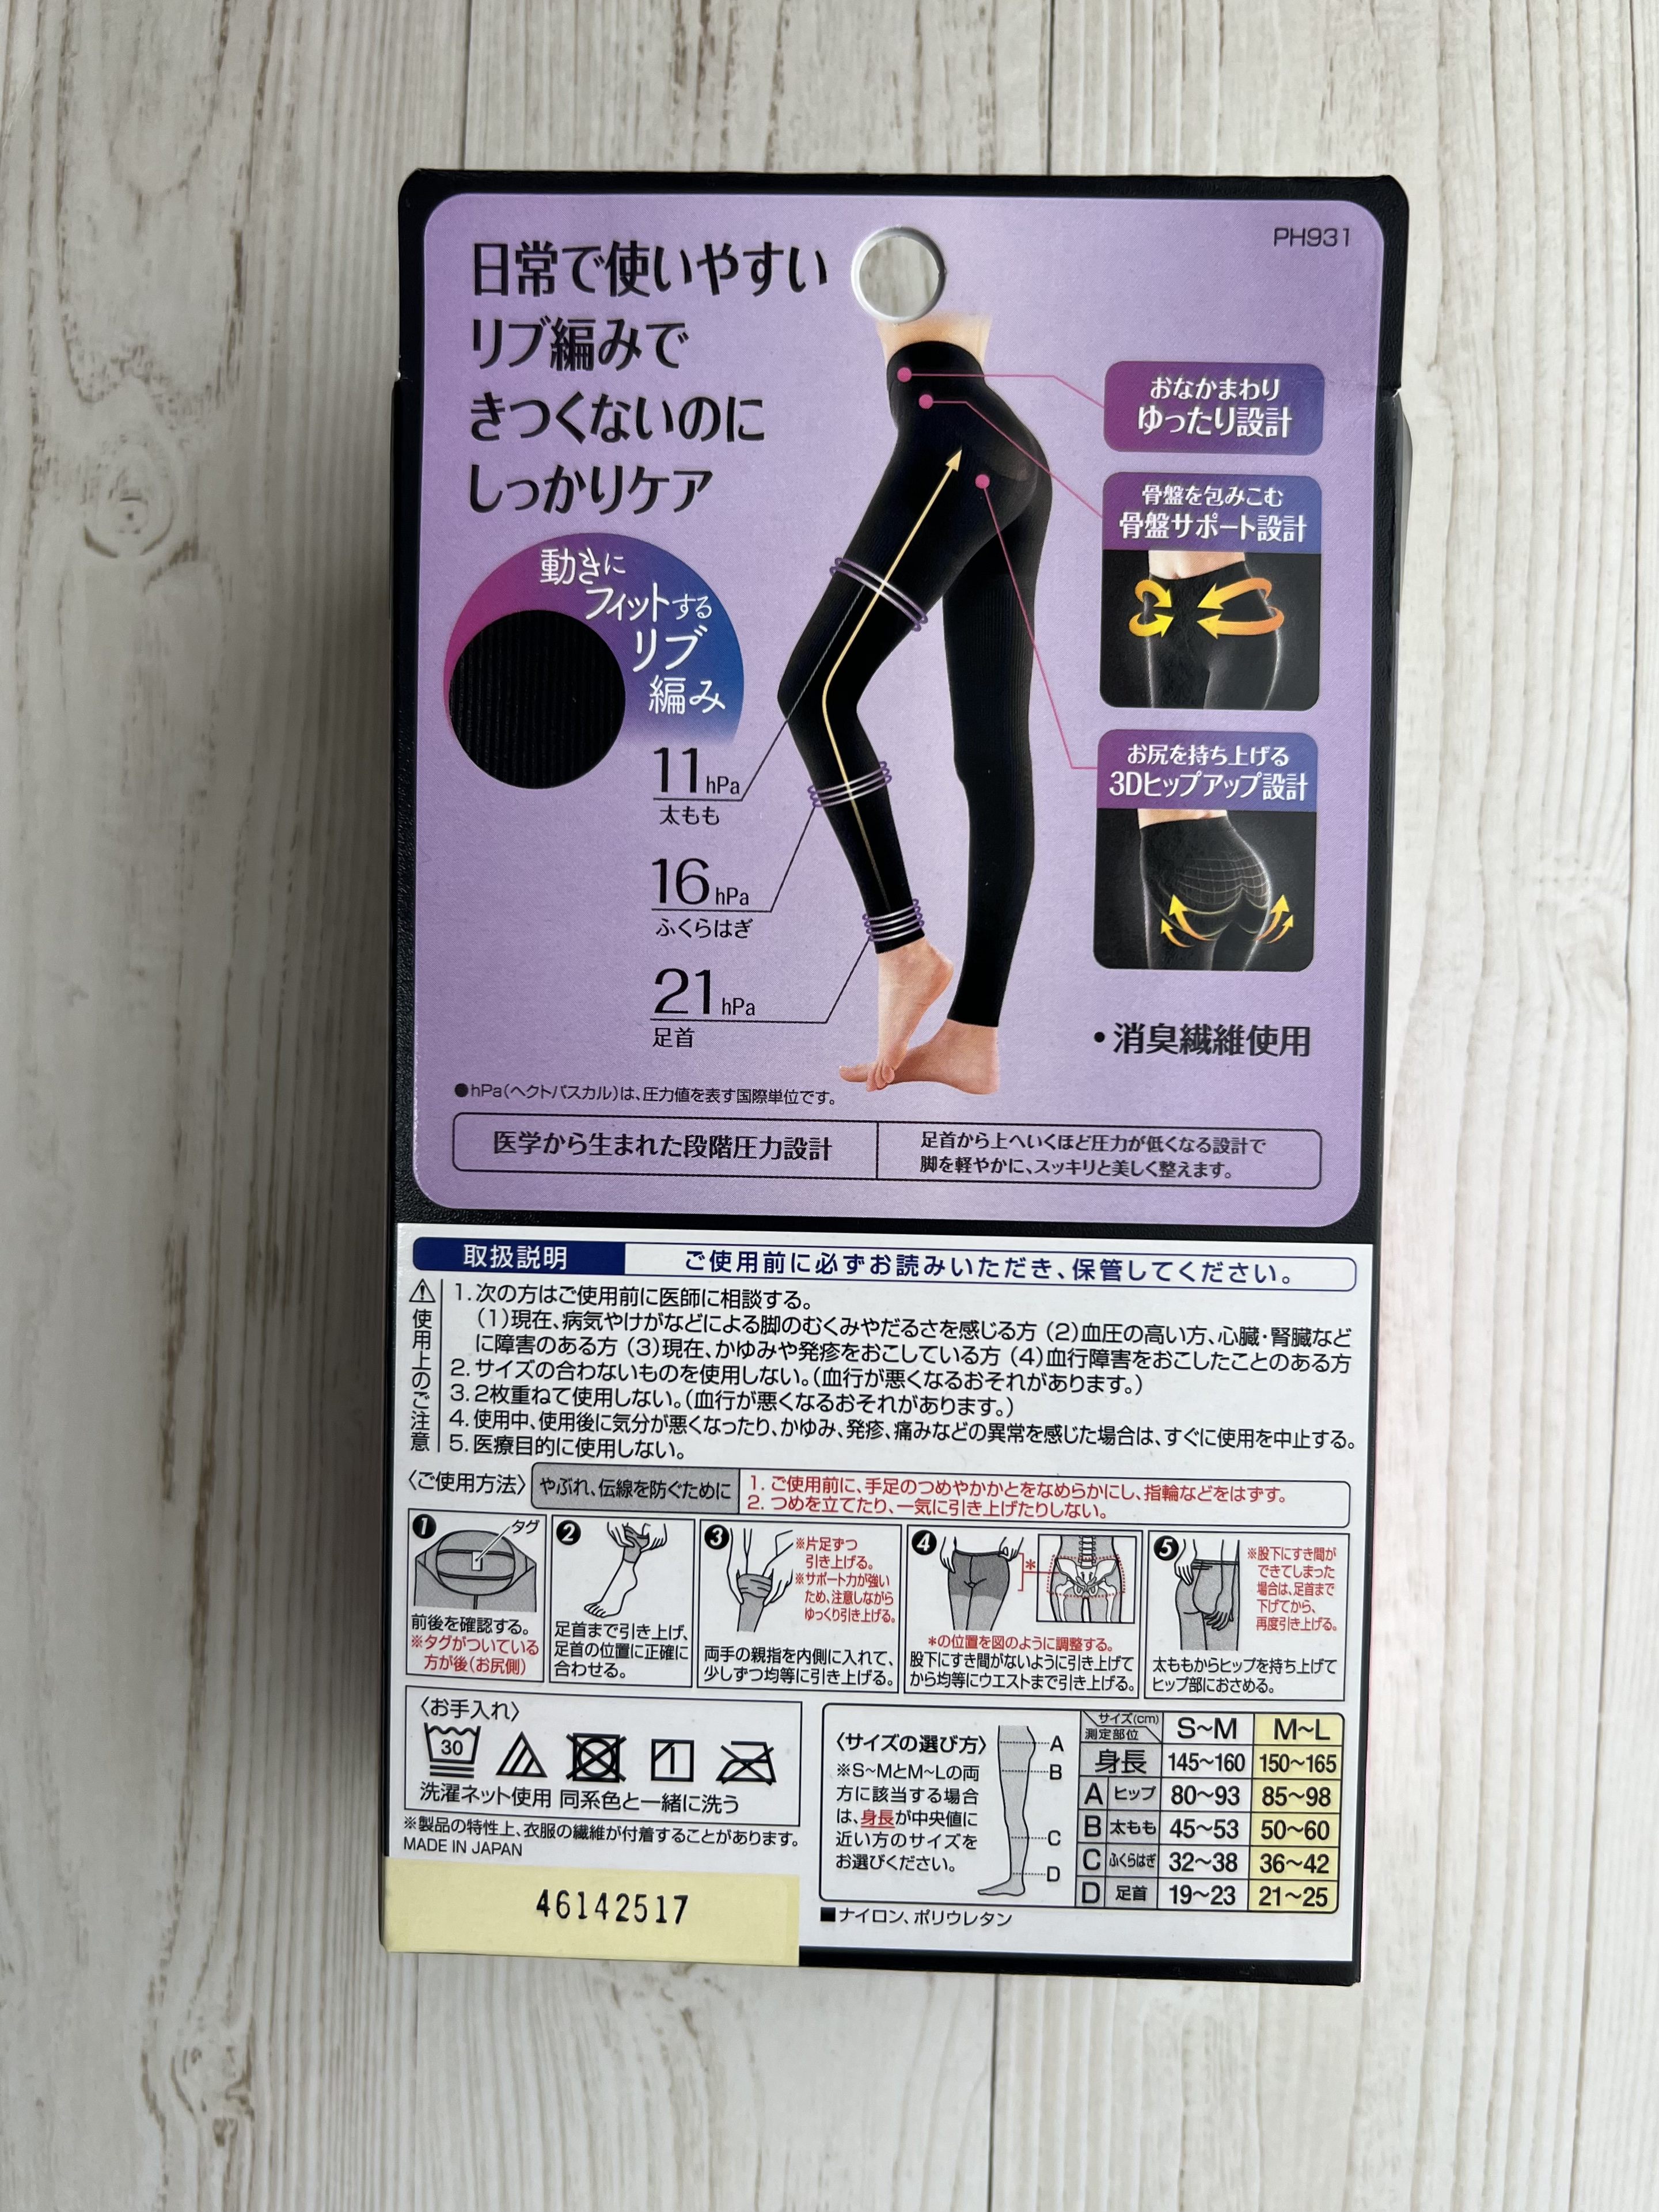 PH931
日常で使いやすい
リブ編みで
きつくないのに
しっかりケア
動きに
フィットする
リブ
編み
おなかまわり
ゆったり設計
骨盤を包みこむ
骨盤サポート設計
お尻を持ち上げる
3Dヒップアップ設計
11hPa
太もも
16hPa
ふくらはぎ
21hPa
足首
・消臭繊維使用
●hPa(ヘクトパスカル)は、圧力値を表す国際単位です。
医学から生まれた段階圧力設計
足首から上へいくほど圧力が低くなる設計で
脚を軽やかに、スッキリと美しく整えます。
取扱説明
ご使用前に必ずお読みいただき、保管してください。
使用上のご注意
1.次の方はご使用前に医師に相談する。
(1)現在、病気やけがなどによる脚のむくみやだるさを感じる方 (2)血圧の高い方、心臓・腎臓など
に障害のある方 (3)現在、かゆみや発疹をおこしている方 (4)血行障害をおこしたことのある方
2.サイズの合わないものを使用しない。(血行が悪くなるおそれがあります。)
3.2枚重ねて使用しない。(血行が悪くなるおそれがあります。)
4.使用中、使用後に気分が悪くなったり、かゆみ、発疹、痛みなどの異常を感じた場合は、すぐに使用を中止する。
5.医療目的に使用しない。
〈ご使用方法〉
やぶれ、伝線を防ぐために
1. ご使用前に、手足のつめやかかとをなめらかにし、指輪などをはずす。
2. つめを立てたり、一気に引き上げたりしない。
1
タグ
前後を確認する。
※タグがついている
方が後(お尻側)
2
足首まで引き上げ、
足首の位置に正確に
合わせる。
3
※片足ずつ
引き上げる。
※サポート力が強い
ため、注意しながら
ゆっくり引き上げる。
両手の親指を内側に入れて、
少しずつ均等に引き上げる。
4
*
*の位置を図のように調整する。
股下にすき間がないように引き上げて
から均等にウエストまで引き上げる。
5
※股下にすき間が
できてしまった
場合は、足首まで
下げてから、
再度引き上げる。
太ももからヒップを持ち上げて
ヒップ部におさめる。
〈お手入れ〉
30
洗濯ネット使用 同系色と一緒に洗う
※製品の特性上、衣服の繊維が付着することがあります。
MADE IN JAPAN
46142517
〈サイズの選び方〉
※S~MとM~Lの両
方に該当する場合
は、身長が中央値に
近い方のサイズを
お選びください。
A
B
C
D
サイズ(cm) 測定部位 S~M M~L
身長 145~160 150~165
A ヒップ 80~93 85~98
B 太もも 45~53 50~60
C ふくらはぎ 32~38 36~42
D 足首 19~23 21~25
■ナイロン、ポリウレタン